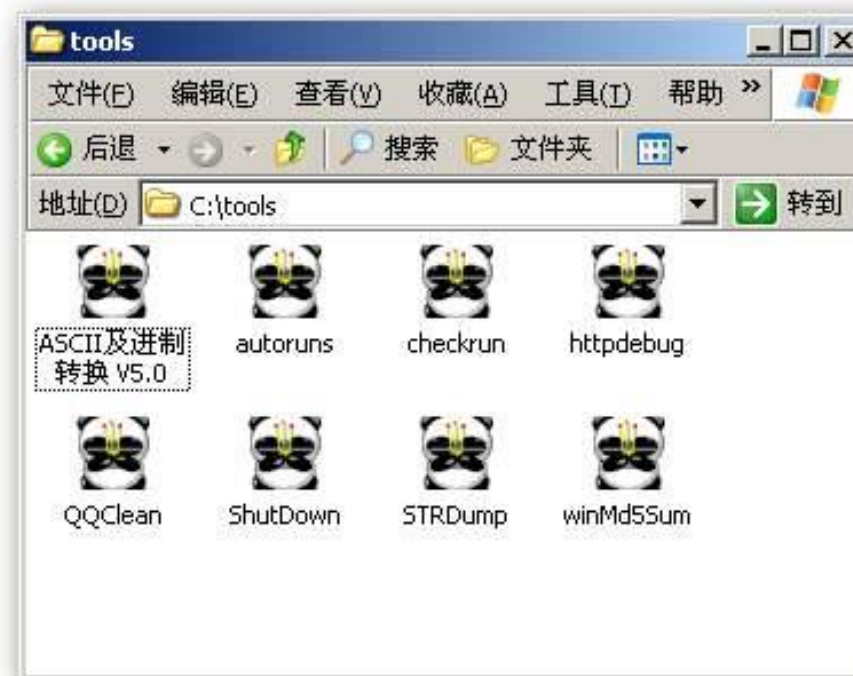 tools
文件(F) 编辑(E) 查看(V) 收藏(A) 工具(T) 帮助 »
后退 搜索 文件夹
地址(D) C:\tools 转到
ASCII及进制 autoruns checkrun httpdebug
转换 V5.0
QQClean ShutDown STRDump winMd5Sum